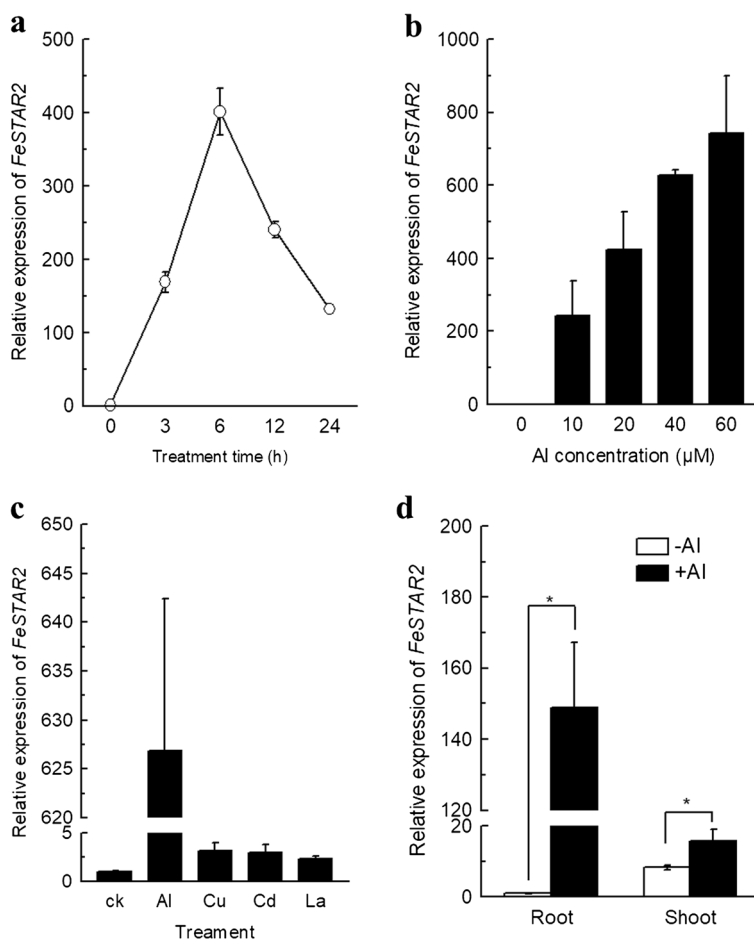 a
Relative expression of FeSTAR2
500
400
300
200
100
0
0 3 6 12 24
Treatment time (h)
b
Relative expression of FeSTAR2
1000
800
600
400
200
0
0 10 20 40 60
Al concentration (µM)
c
Relative expression of FeSTAR2
650
645
640
635
630
625
620
5
0
ck Al Cu Cd La
Treament
d
Relative expression of FeSTAR2
200
180
160
140
120
20
0
-Al
+Al
*
*
Root Shoot